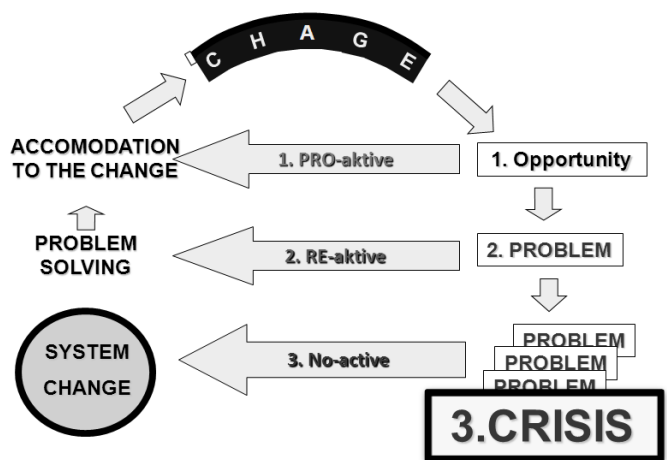 CHAGE
ACCOMODATION
TO THE CHANGE
1. PRO-aktive
1. Opportunity
PROBLEM
SOLVING
2. RE-aktive
2. PROBLEM
SYSTEM
CHANGE
3. No-active
PROBLEM
PROBLEM
PROBLEM
3.CRISIS